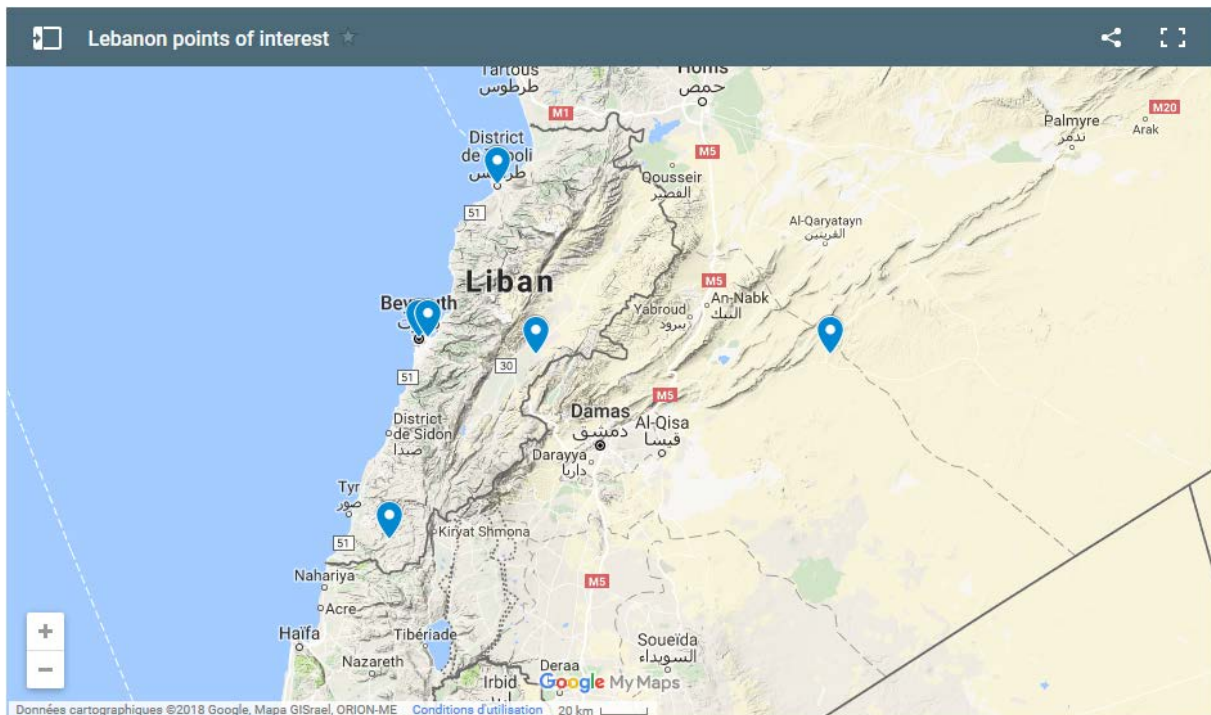 Lebanon points of interest
Tartous
طرطوس
Homs
حمص
M1
M20
Palmyre
تدمر
Arak
District
de Tripoli
طرابلس
M5
Qousseir
القصير
51
Al-Qaryatayn
القريتين
Liban
M5
An-Nabk
النبك
Beyrouth
بيروت
Yabroud
يبرود
30
51
M5
District
de Sidon
صيدا
Damas
دمشق
Al-Qisa
قيسا
Darayya
داريا
Tyr
صور
Kiryat Shmona
51
Nahariya
M5
Acre
Haïfa
Tibériade
Soueïda
السويداء
Nazareth
Irbid
Deraa
Google My Maps
+
−
Données cartographiques ©2018 Google, Mapa GISrael, ORION-ME Conditions d'utilisation 20 km